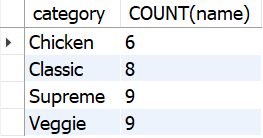 category COUNT(name)
Chicken 6
Classic 8
Supreme 9
Veggie 9